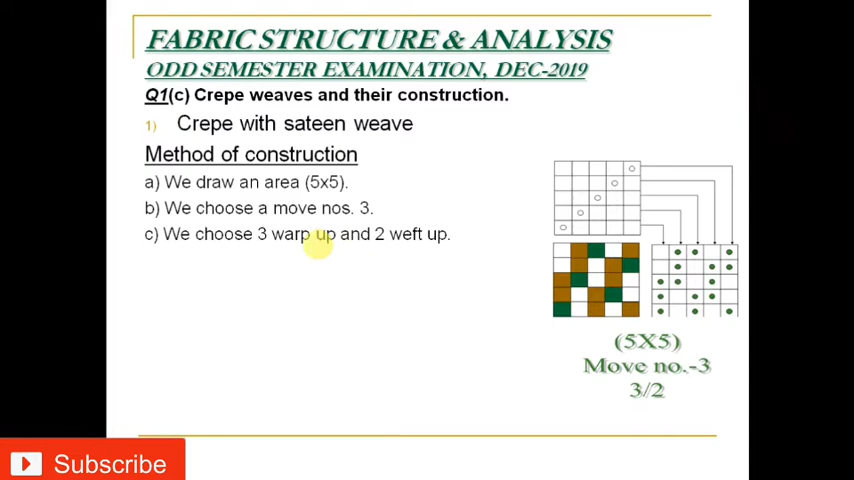 FABRIC STRUCTURE & ANALYSIS
ODD SEMESTER EXAMINATION, DEC-2019
Q1(c) Crepe weaves and their construction.
1) Crepe with sateen weave
Method of construction
a) We draw an area (5x5).
b) We choose a move nos. 3.
c) We choose 3 warp up and 2 weft up.
(5X5)
Move no.-3
3/2
Subscribe